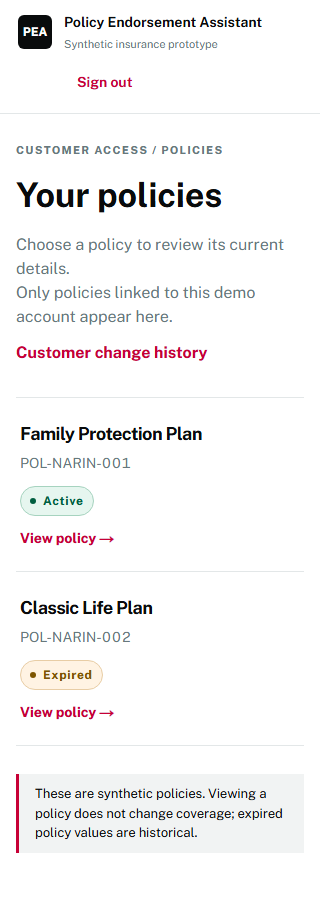 PEA
Policy Endorsement Assistant
Synthetic insurance prototype
Sign out
CUSTOMER ACCESS / POLICIES
Your policies
Choose a policy to review its current
details.
Only policies linked to this demo
account appear here.
Customer change history
Family Protection Plan
POL-NARIN-001
Active
View policy →
Classic Life Plan
POL-NARIN-002
Expired
View policy →
These are synthetic policies. Viewing a
policy does not change coverage; expired
policy values are historical.